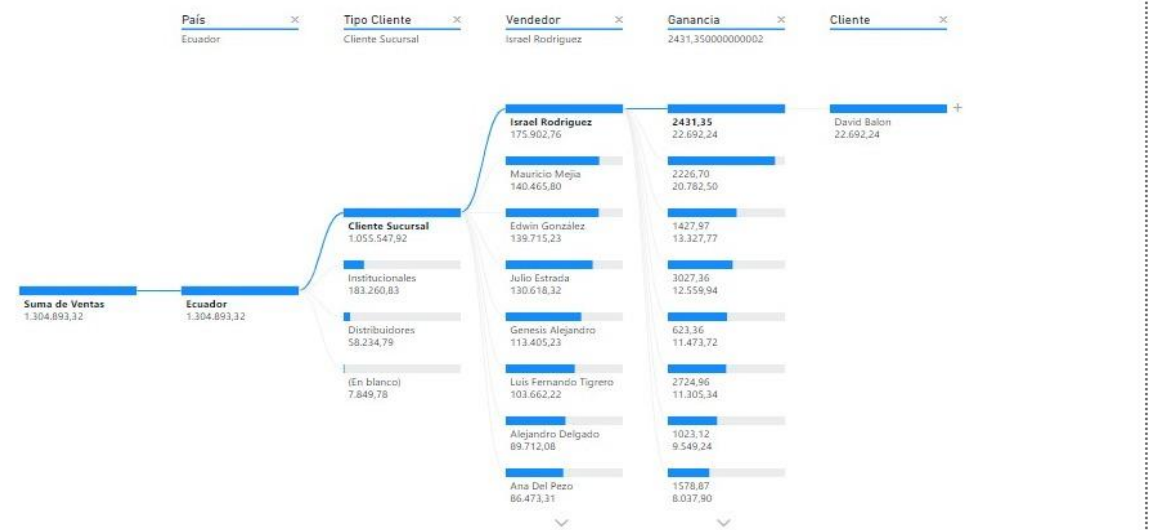 País × Tipo Cliente × Vendedor × Ganancia × Cliente ×
Ecuador Cliente Sucursal Israel Rodriguez 2431,350000000002
Suma de Ventas
1.304.893,32
Ecuador
1.304.893,32
Cliente Sucursal
1.055.547,92
Institucionales
183.260,83
Distribuidores
58.234,79
(En blanco)
7.849,78
Israel Rodriguez
175.902,76
Mauricio Mejia
140.465,80
Edwin González
139.715,23
Julio Estrada
130.618,32
Genesis Alejandro
113.405,23
Luis Fernando Tigrero
103.662,22
Alejandro Delgado
89.712,08
Ana Del Pezo
86.473,31
2431,35
22.692,24
2226,70
20.782,50
1427,97
13.327,77
3027,36
12.559,94
623,36
11.473,72
2724,96
11.305,34
1023,12
9.549,24
1578,87
8.037,90
David Balon
22.692,24